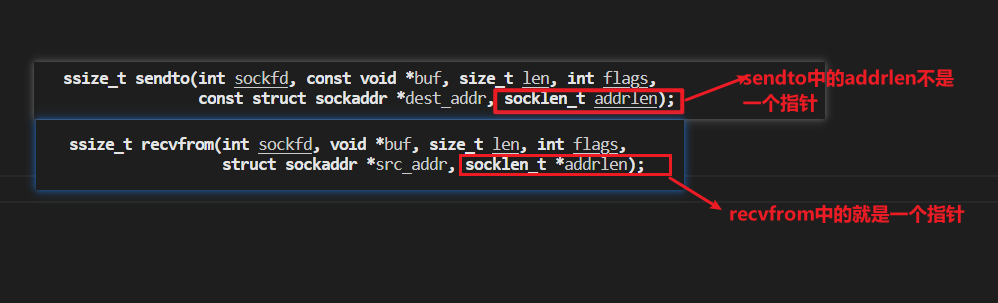 ssize_t sendto(int sockfd, const void *buf, size_t len, int flags,
const struct sockaddr *dest_addr, socklen_t addrlen);
sendto中的addrlen不是
一个指针
ssize_t recvfrom(int sockfd, void *buf, size_t len, int flags,
struct sockaddr *src_addr, socklen_t *addrlen);
recvfrom中的就是一个指针